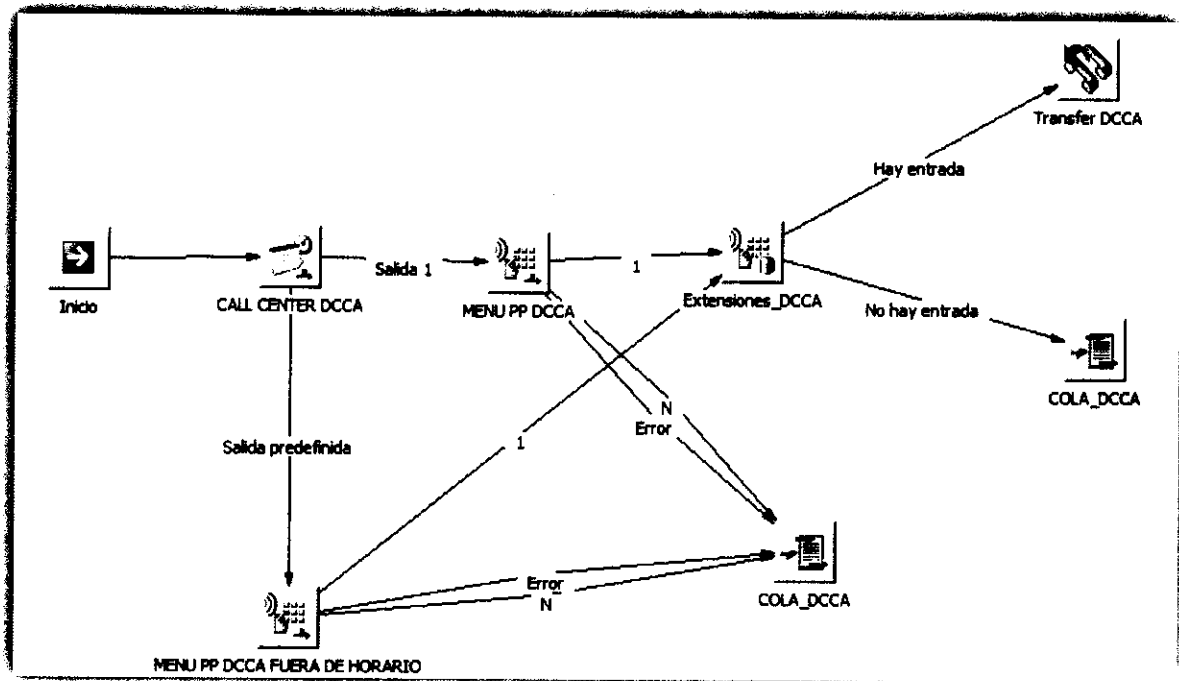 Transfer DCCA
Hay entrada
Inicio
CALL CENTER DCCA
Salida 1
MENU PP DCCA
1
Extensiones_DCCA
No hay entrada
COLA_DCCA
N
Error
Salida predefinida
1
Error
N
COLA_DCCA
MENU PP DCCA FUERA DE HORARIO